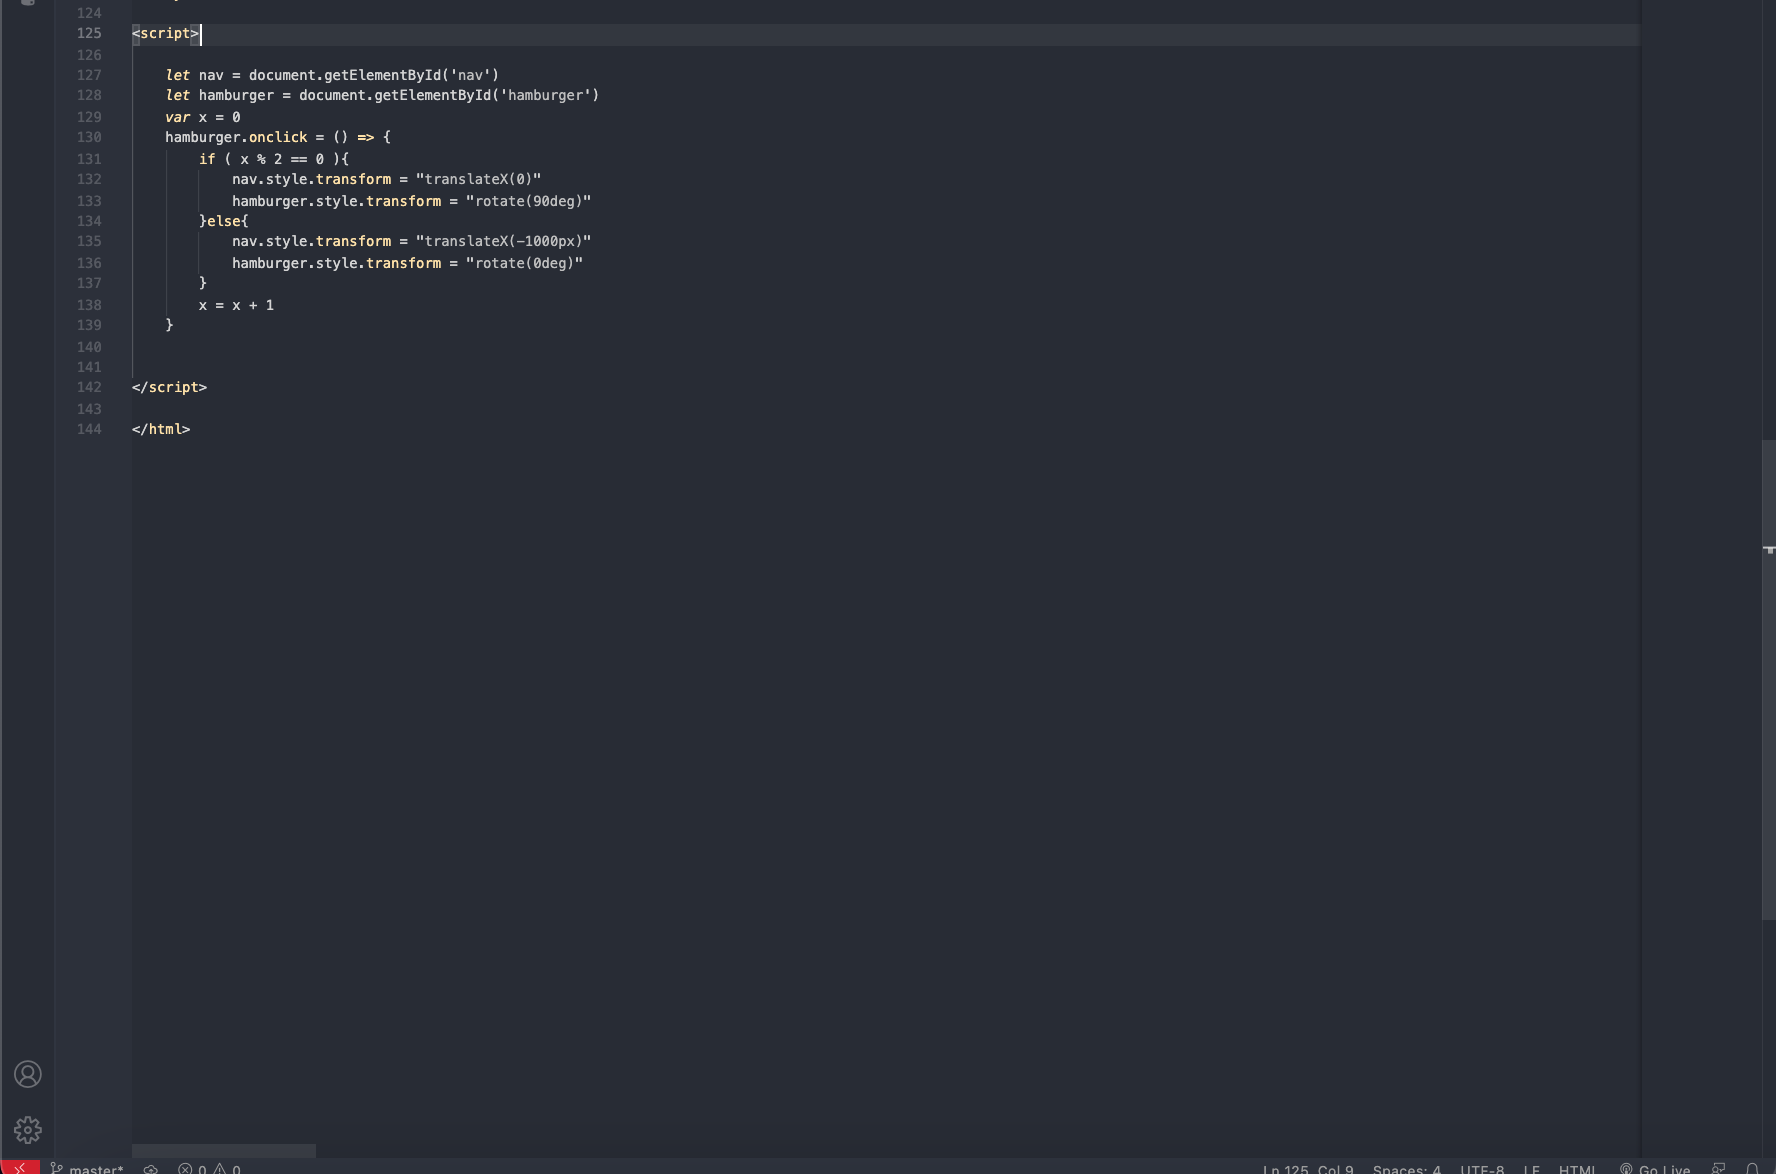 124
125 <script>
126
127 let nav = document.getElementById('nav')
128 let hamburger = document.getElementById('hamburger')
129 var x = 0
130 hamburger.onclick = () => {
131 if ( x % 2 == 0 ){
132 nav.style.transform = "translateX(0)"
133 hamburger.style.transform = "rotate(90deg)"
134 }else{
135 nav.style.transform = "translateX(-1000px)"
136 hamburger.style.transform = "rotate(0deg)"
137 }
138 x = x + 1
139 }
140
141
142 </script>
143
144 </html>
master* 0 0 Ln 125, Col 9 Spaces: 4 UTF-8 LF HTML Go Live